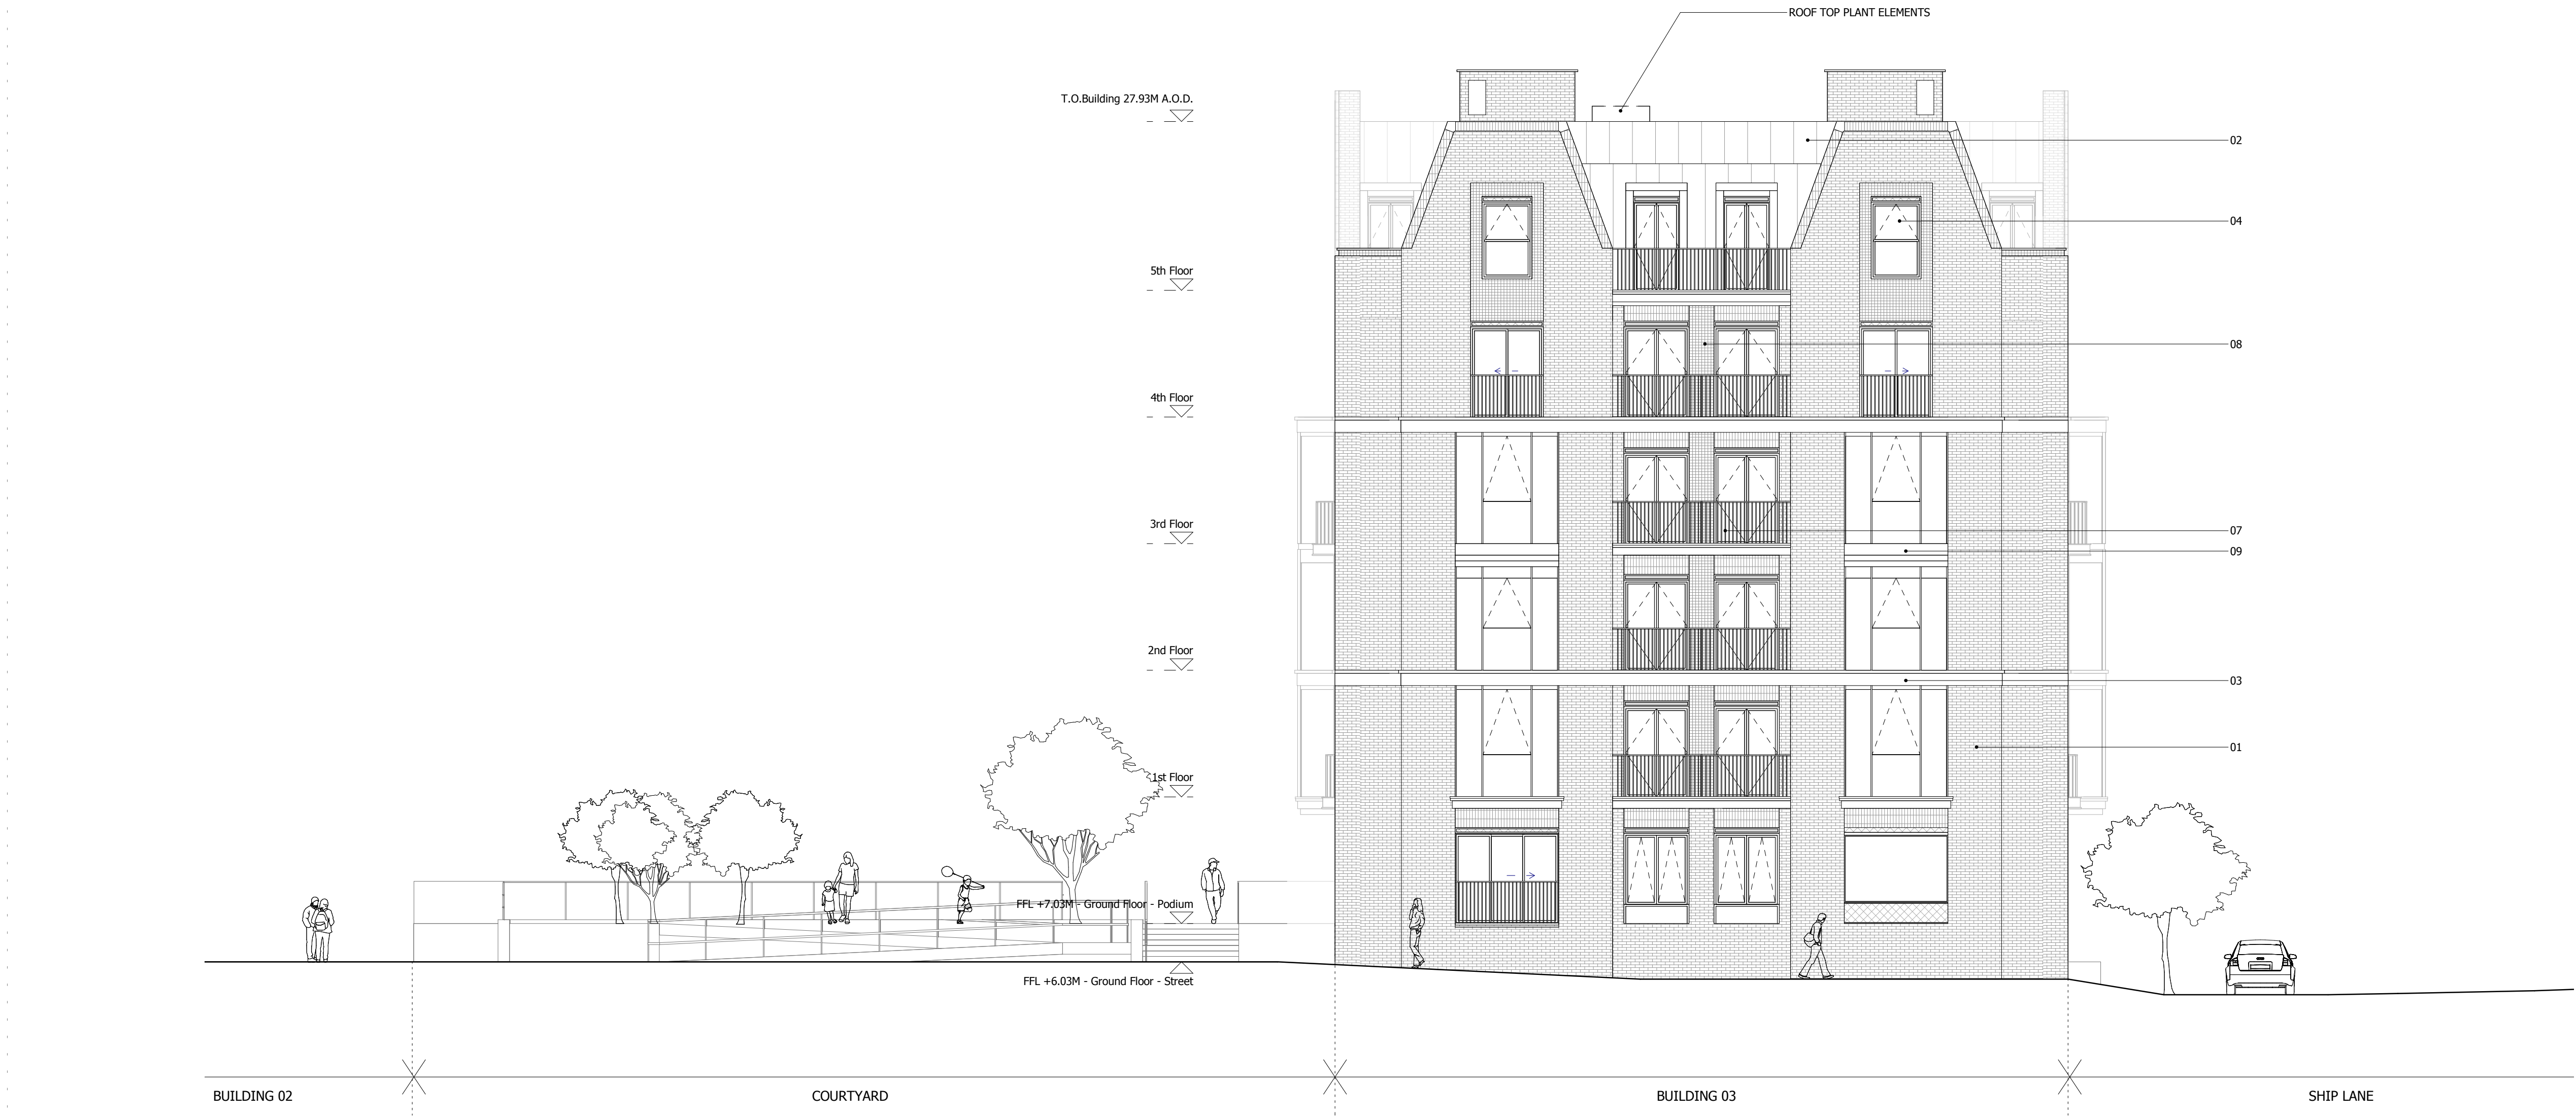 ROOF TOP PLANT ELEMENTS
T.O.Building 27.93M A.O.D.
02
04
5th Floor
08
4th Floor
3rd Floor
07
09
2nd Floor
03
01
1st Floor
FFL +7.03M - Ground Floor - Podium
FFL +6.03M - Ground Floor - Street
BUILDING 02
COURTYARD
BUILDING 03
SHIP LANE